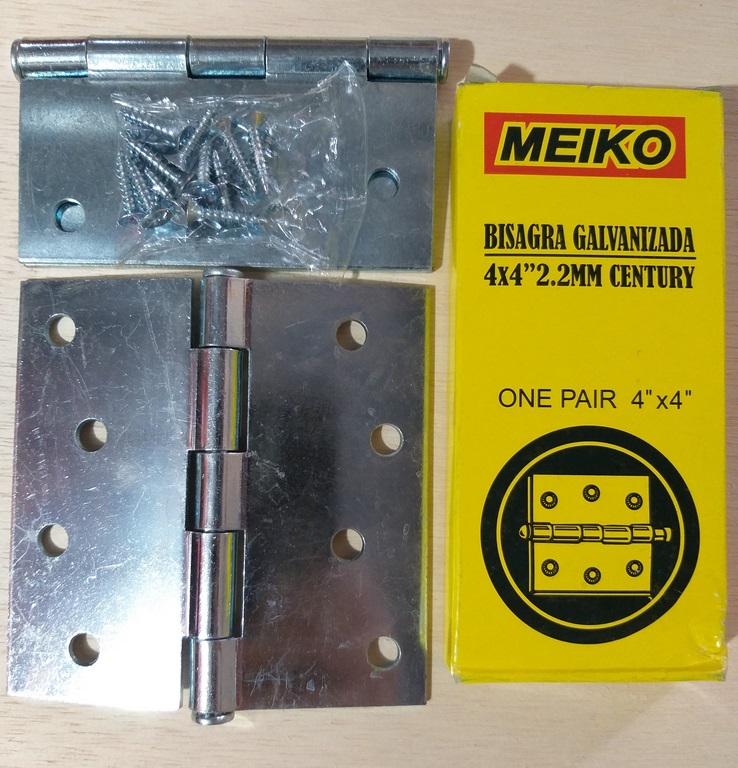 MEIKO
BISAGRA GALVANIZADA
4x4”2.2MM CENTURY
ONE PAIR 4"x4"